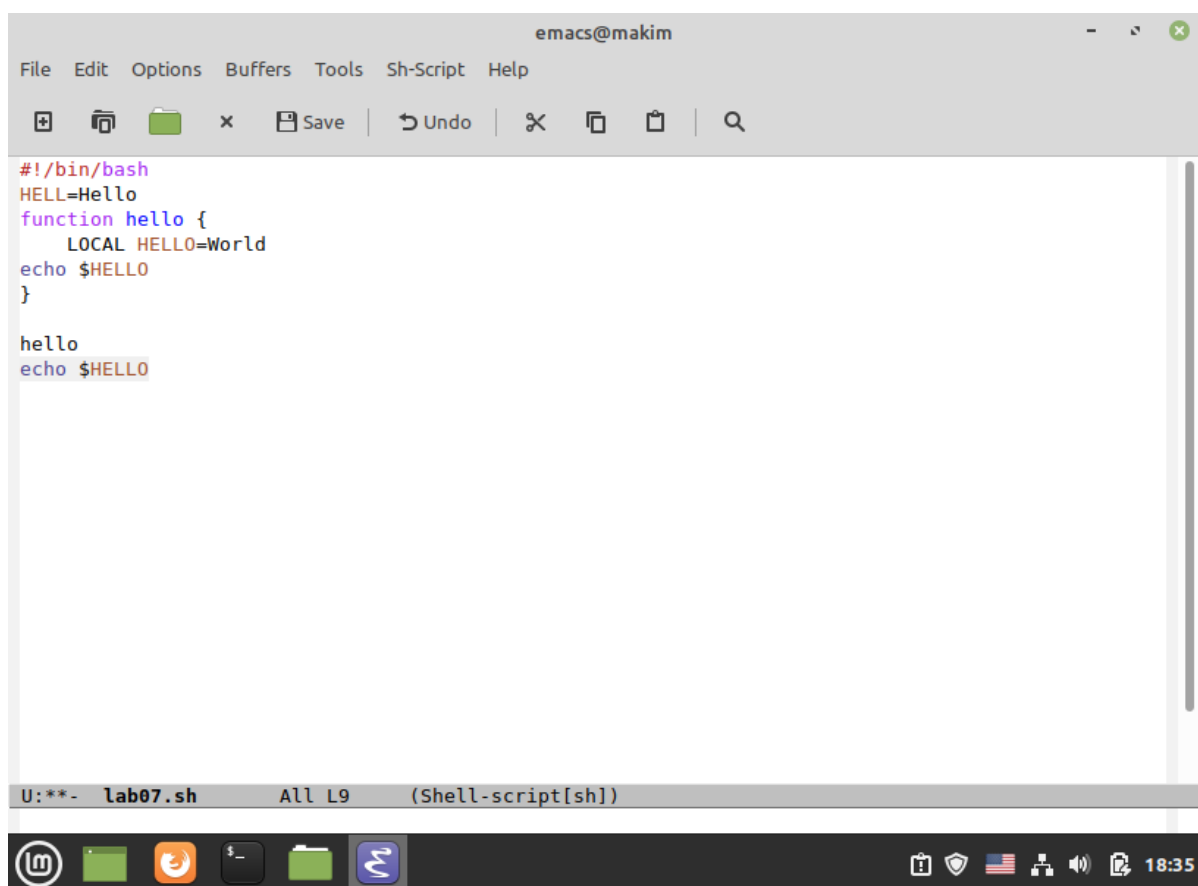 emacs@makim
File Edit Options Buffers Tools Sh-Script Help
Save Undo
#!/bin/bash
HELL=Hello
function hello {
    LOCAL HELLO=World
echo $HELLO
}
hello
echo $HELLO
U:**- lab07.sh All L9 (Shell-script[sh])
$_ 18:35